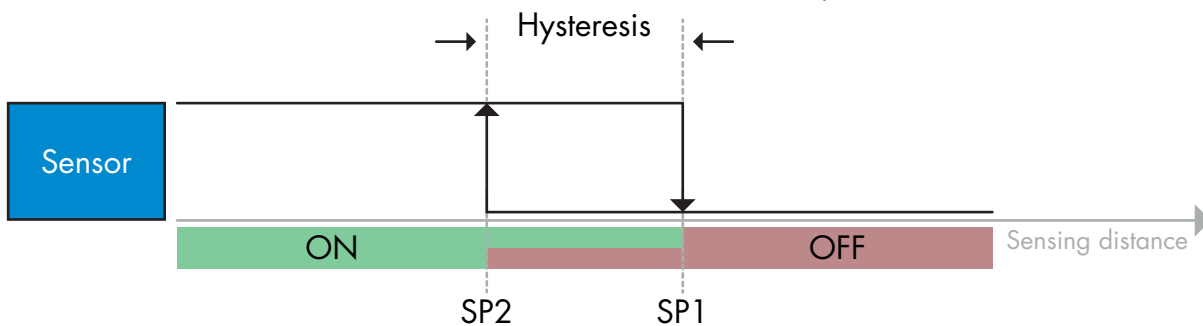 Hysteresis
Sensor
ON
OFF
Sensing distance
SP2
SP1